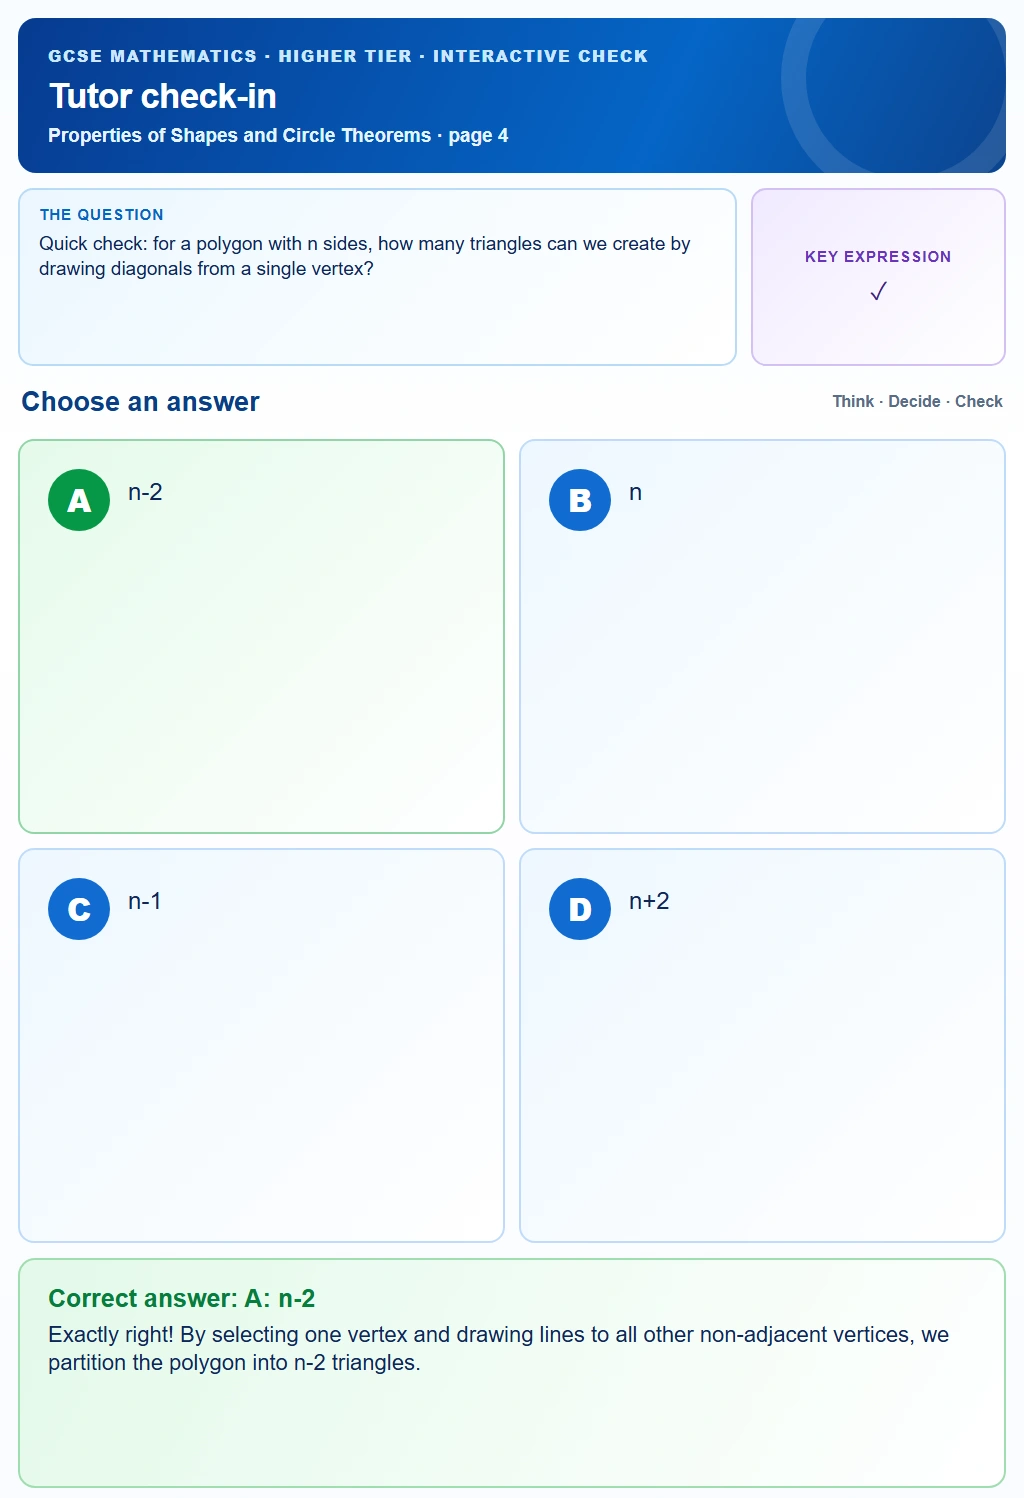 GCSE MATHEMATICS · HIGHER TIER · INTERACTIVE CHECK
Tutor check-in
Properties of Shapes and Circle Theorems · page 4
THE QUESTION
Quick check: for a polygon with n sides, how many triangles can we create by
drawing diagonals from a single vertex?
KEY EXPRESSION
✓
Choose an answer
Think · Decide · Check
A n-2
B n
C n-1
D n+2
Correct answer: A: n-2
Exactly right! By selecting one vertex and drawing lines to all other non-adjacent vertices, we
partition the polygon into n-2 triangles.